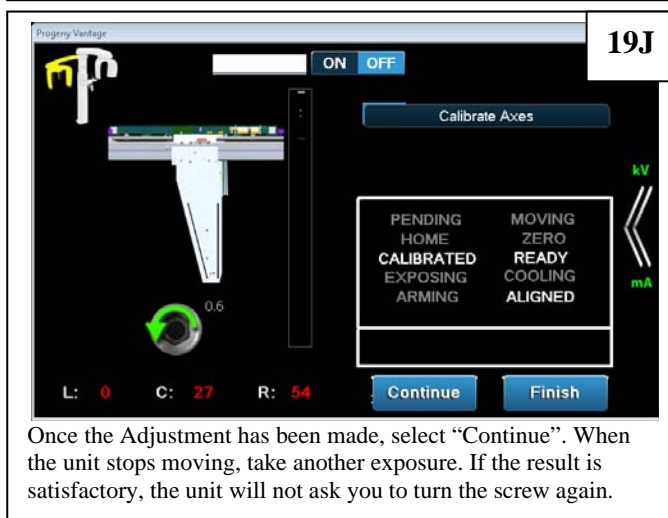 19J
Progeny Vantage
ON OFF
Calibrate Axes
kV
PENDING MOVING
HOME ZERO
CALIBRATED READY
EXPOSING COOLING
ARMING ALIGNED
mA
0.6
L: 0 C: 27 R: 54
Continue Finish
Once the Adjustment has been made, select “Continue”. When
the unit stops moving, take another exposure. If the result is
satisfactory, the unit will not ask you to turn the screw again.